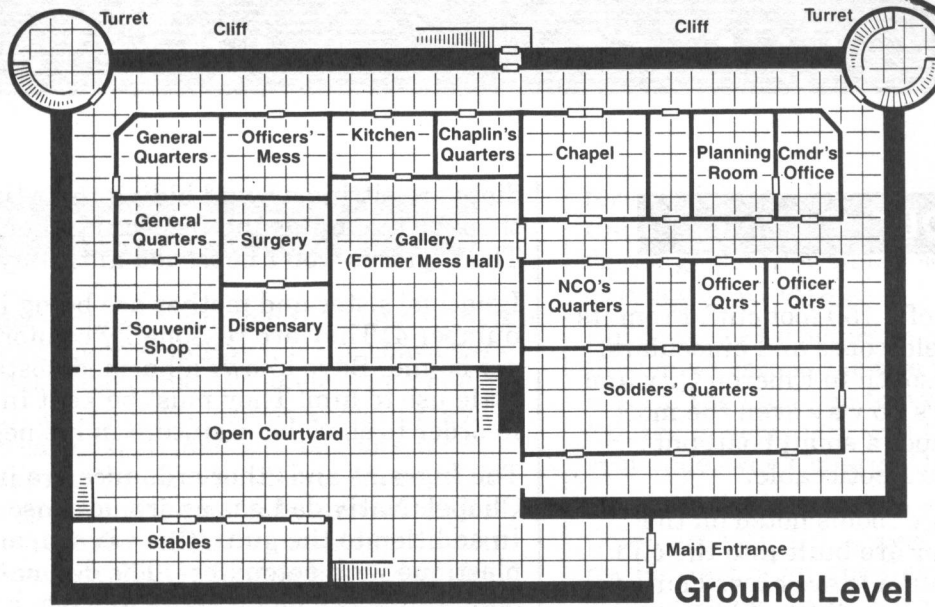 Turret
Cliff
Cliff
Turret
General
Quarters
Officers'
Mess
Kitchen
Chaplin's
Quarters
Chapel
Planning
Room
Cmdr's
Office
General
Quarters
Surgery
Gallery
(Former Mess Hall)
NCO's
Quarters
Officer
Qtrs
Officer
Qtrs
Souvenir
Shop
Dispensary
Soldiers' Quarters
Open Courtyard
Stables
Main Entrance
Ground Level